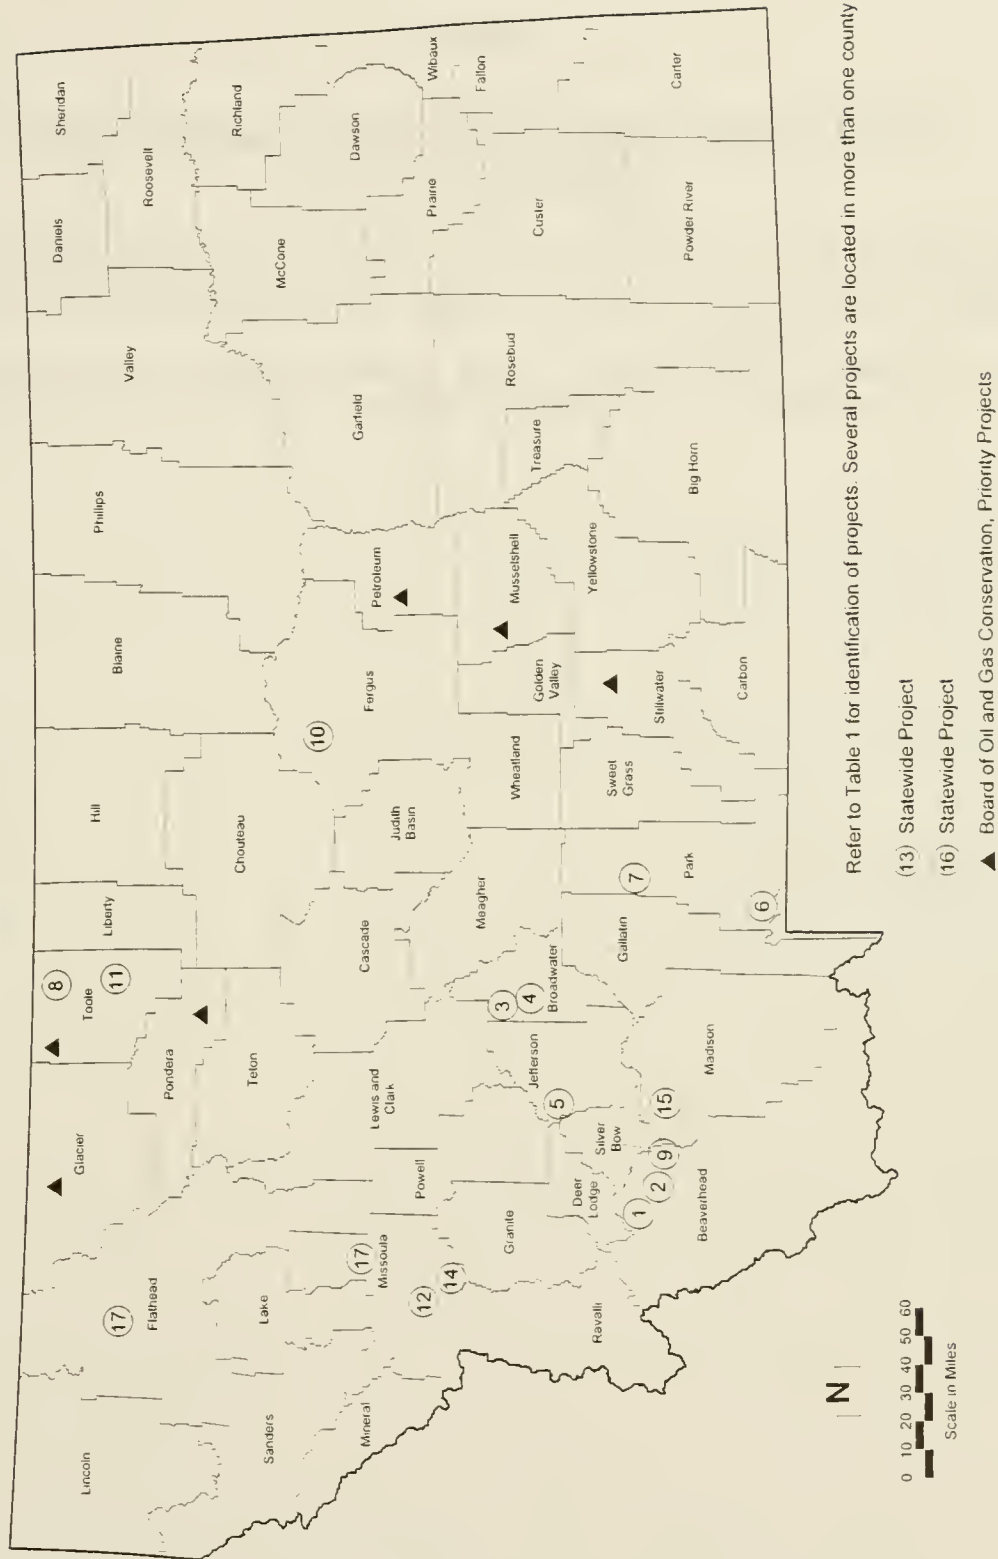 Lincoln
Flathead
(17)
Glacier
Toole
(8)
(11)
Liberty
Hill
Blaine
Phillips
Valley
Daniels
Sheridan
Roosevelt
Sanders
Lake
Pondera
Teton
Chouteau
Richland
McCone
Garfield
Dawson
Mineral
Missoula
(17)
(12)
(14)
Powell
Lewis and
Clark
Cascade
Judith
Basin
Fergus
(10)
Petroleum
Prairie
Wibaux
Fallon
Granite
Jefferson
(3)
(4)
Broadwater
Meagher
Wheatland
Golden
Valley
Musselshell
Treasure
Rosebud
Custer
Ravalli
Deer
Lodge
Silver
Bow
(5)
(1)
(2)
(9)
(15)
Gallatin
(7)
Park
Sweet
Grass
Stillwater
Yellowstone
Big Horn
Powder River
Carter
Beaverhead
Madison
(6)
Carbon
N
0 10 20 30 40 50 60
Scale in Miles
Refer to Table 1 for identification of projects. Several projects are located in more than one county
(13) Statewide Project
(16) Statewide Project
▲ Board of Oil and Gas Conservation, Priority Projects